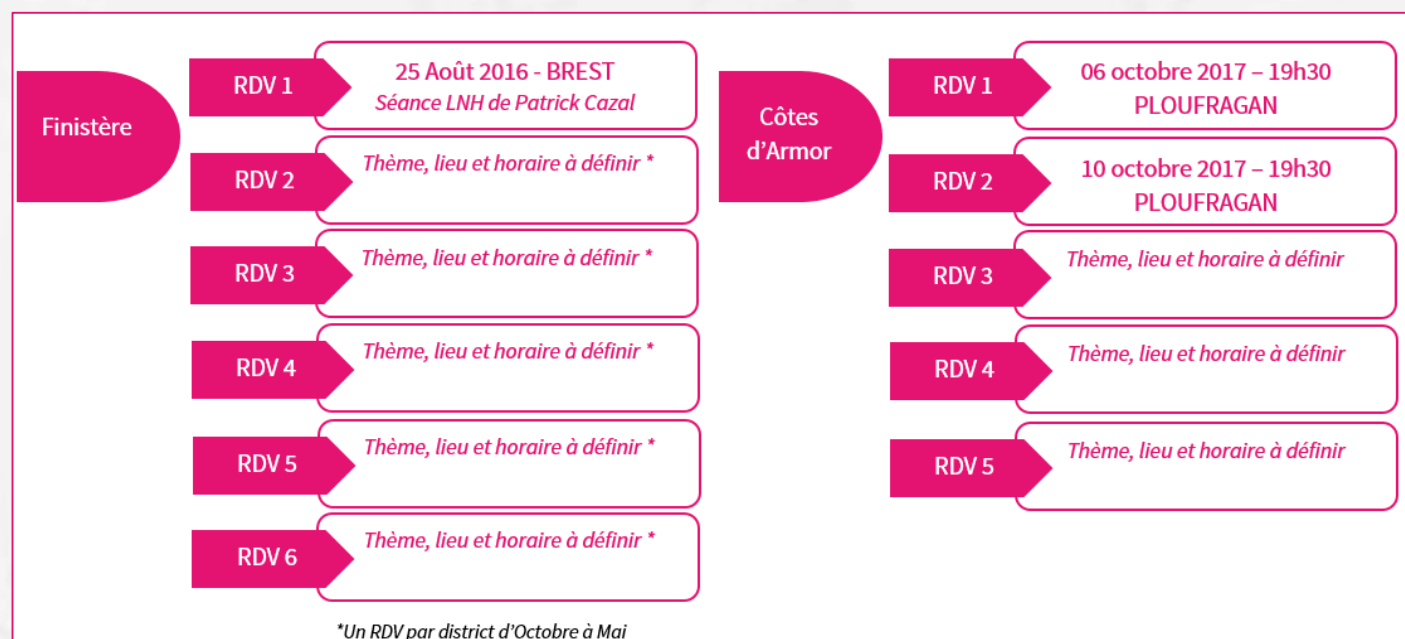 Finistère
RDV 1
25 Août 2016 - BREST
Séance LNH de Patrick Cazal
RDV 2
Thème, lieu et horaire à définir *
RDV 3
Thème, lieu et horaire à définir *
RDV 4
Thème, lieu et horaire à définir *
RDV 5
Thème, lieu et horaire à définir *
RDV 6
Thème, lieu et horaire à définir *
*Un RDV par district d’Octobre à Mai
Côtes
d’Armor
RDV 1
06 octobre 2017 – 19h30
PLOUFRAGAN
RDV 2
10 octobre 2017 – 19h30
PLOUFRAGAN
RDV 3
Thème, lieu et horaire à définir
RDV 4
Thème, lieu et horaire à définir
RDV 5
Thème, lieu et horaire à définir